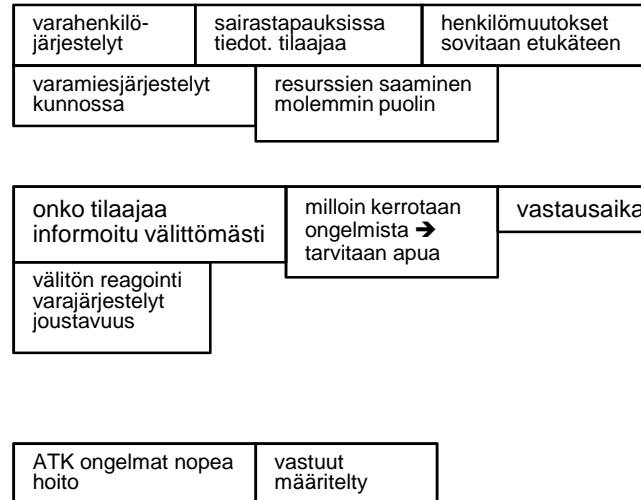 varahenkilö-
järjestelyt
sairastapauksissa
tiedot. tilaajaa
henkilömuutokset
sovitaan etukäteen
varamiesjärjestelyt
kunnossa
resurssien saaminen
molemmin puolin
onko tilaajaa
informoitu välittömästi
milloin kerrotaan
ongelmista ➔
tarvitaan apua
vastausaika
välitön reagointi
varajärjestelyt
joustavuus
ATK ongelmat nopea
hoito
vastuut
määritelty